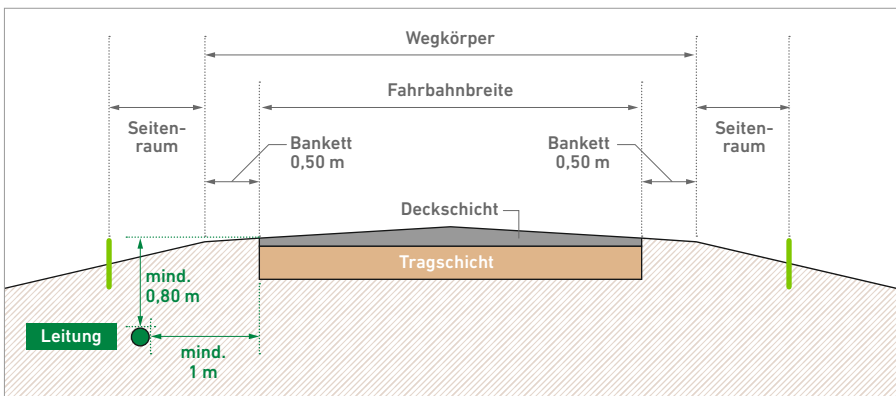 Wegkörper
Fahrbahnbreite
Seiten-
raum
Bankett
0,50 m
Bankett
0,50 m
Seiten-
raum
Deckschicht
Tragschicht
mind.
0,80 m
Leitung
mind.
1 m